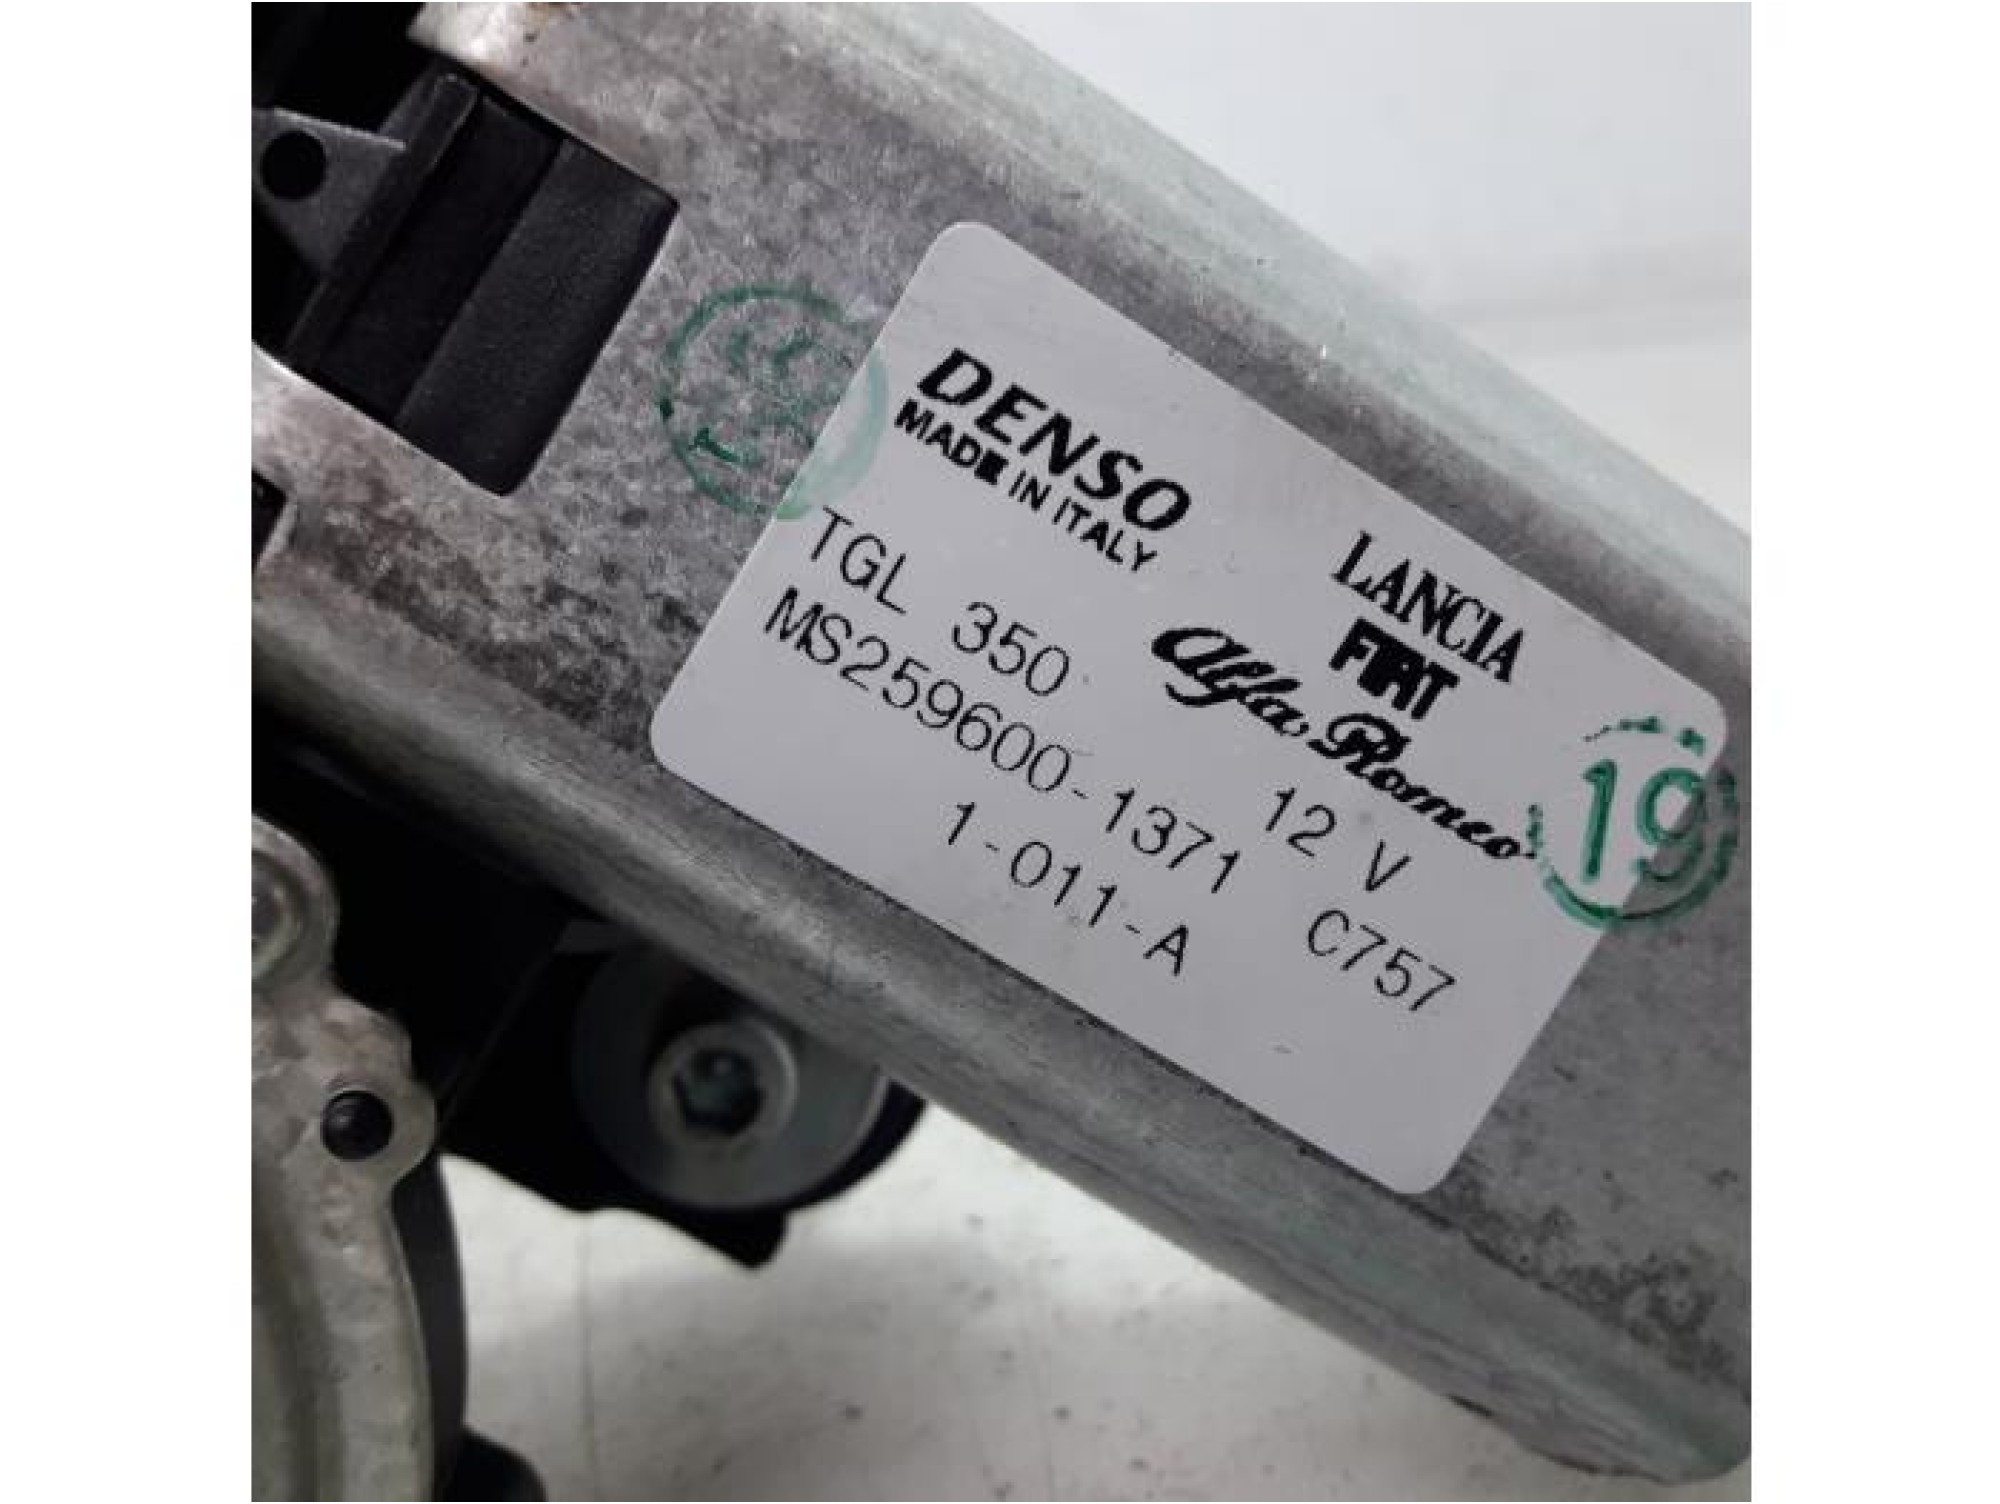 DENSO
MADE IN ITALY
LANCIA
FIAT
Alfa Romeo
TGL 350
12 V
MS259600-1371
C757
1-011-A
19